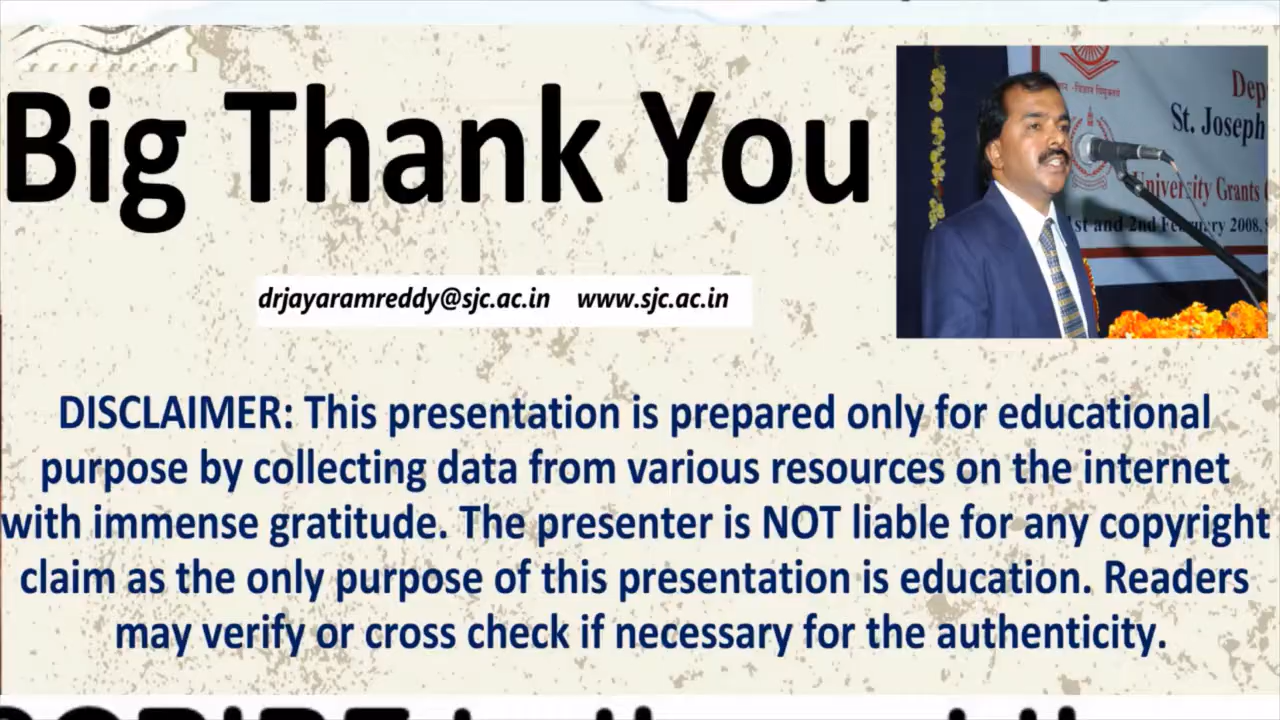 Big Thank You
Dep
St. Joseph
University Grants
1st and 2nd February 2008,
drjayaramreddy@sjc.ac.in www.sjc.ac.in
DISCLAIMER: This presentation is prepared only for educational
purpose by collecting data from various resources on the internet
with immense gratitude. The presenter is NOT liable for any copyright
claim as the only purpose of this presentation is education. Readers
may verify or cross check if necessary for the authenticity.